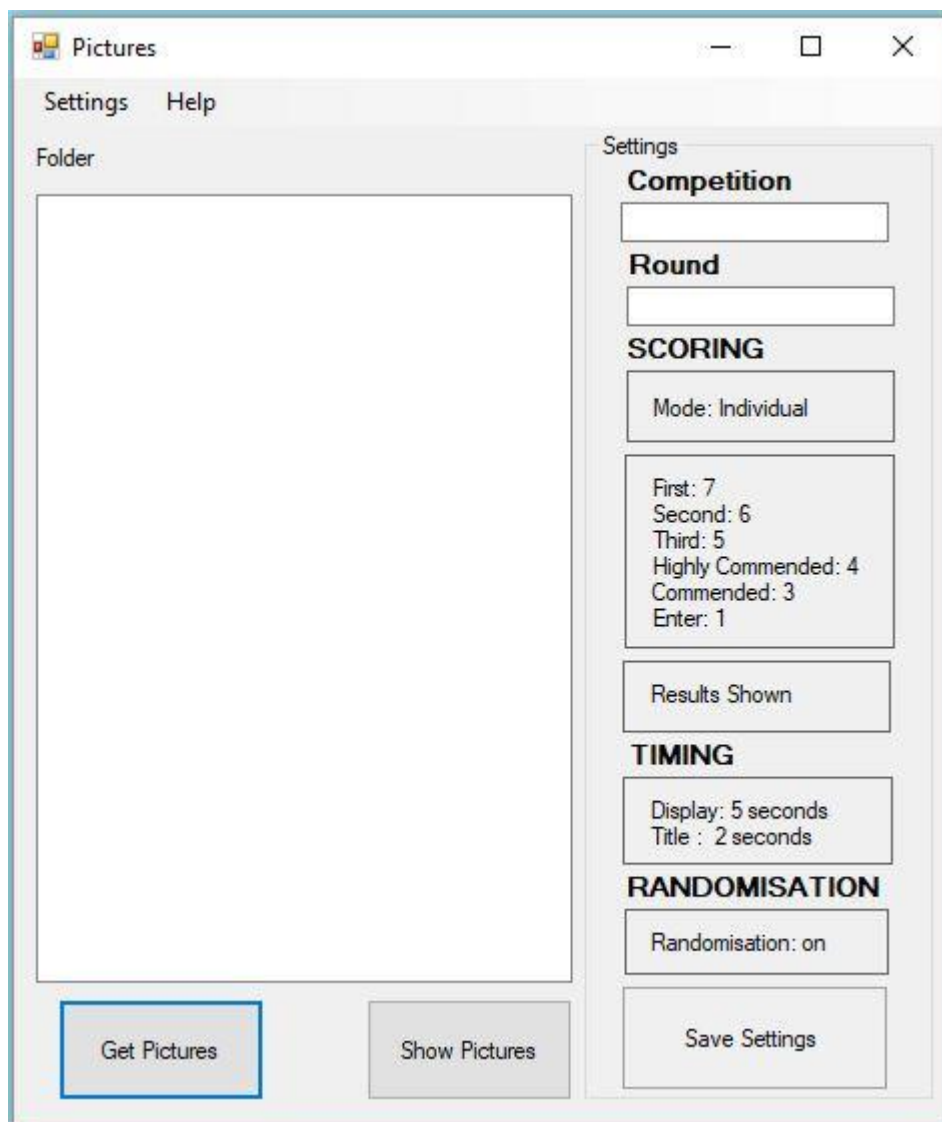 Pictures
Settings Help
Folder
Settings
Competition
Round
SCORING
Mode: Individual
First: 7
Second: 6
Third: 5
Highly Commended: 4
Commended: 3
Enter: 1
Results Shown
TIMING
Display: 5 seconds
Title : 2 seconds
RANDOMISATION
Randomisation: on
Get Pictures
Show Pictures
Save Settings